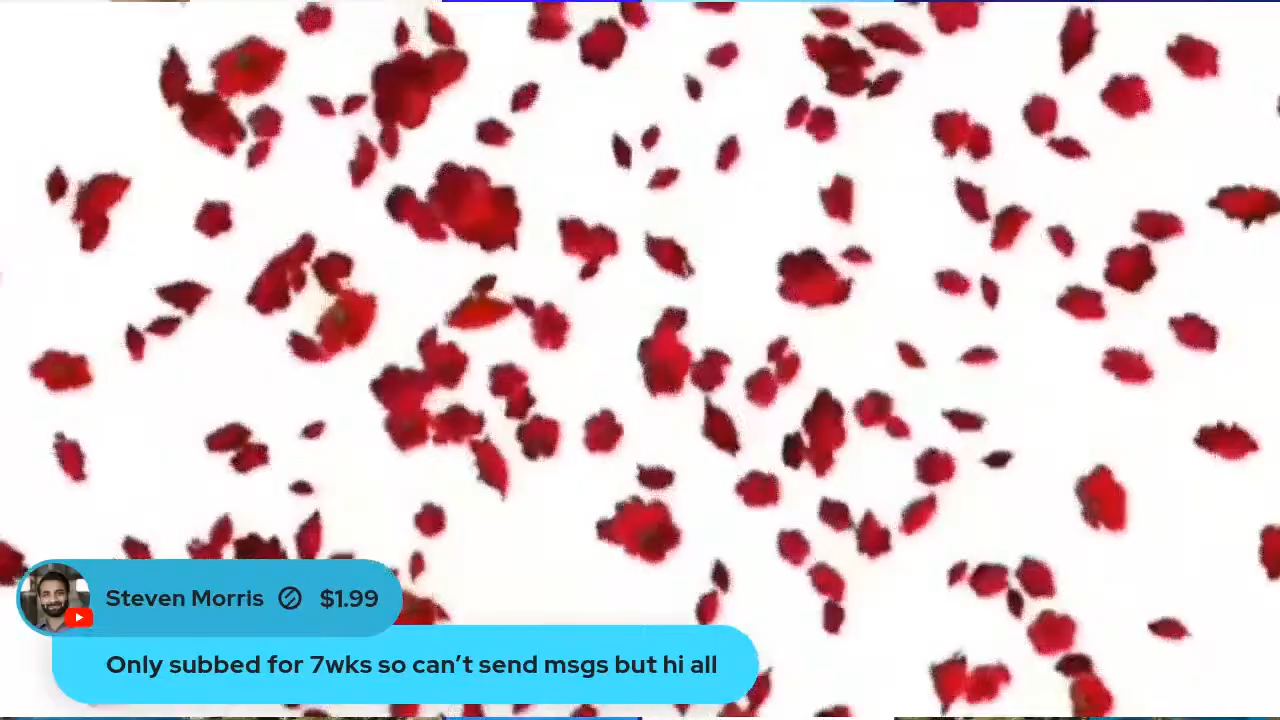 Steven Morris $1.99
Only subbed for 7wks so can’t send msgs but hi all